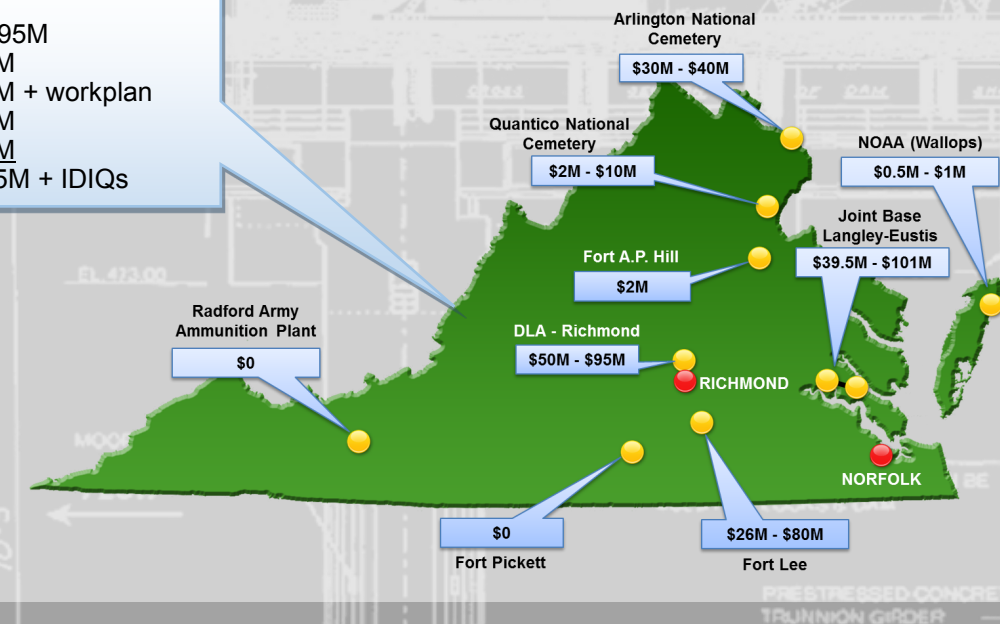 95M
M
M + workplan
M
M
5M + IDIQs
Arlington National
Cemetery
$30M - $40M
Quantico National
Cemetery
$2M - $10M
NOAA (Wallops)
$0.5M - $1M
Joint Base
Langley-Eustis
$39.5M - $101M
Fort A.P. Hill
$2M
EL.473.00
Radford Army
Ammunition Plant
$0
DLA - Richmond
$50M - $95M
RICHMOND
NORFOLK
$0
Fort Pickett
$26M - $80M
Fort Lee
PRESTRESSED CONCRE
TRUNNION GIRDER